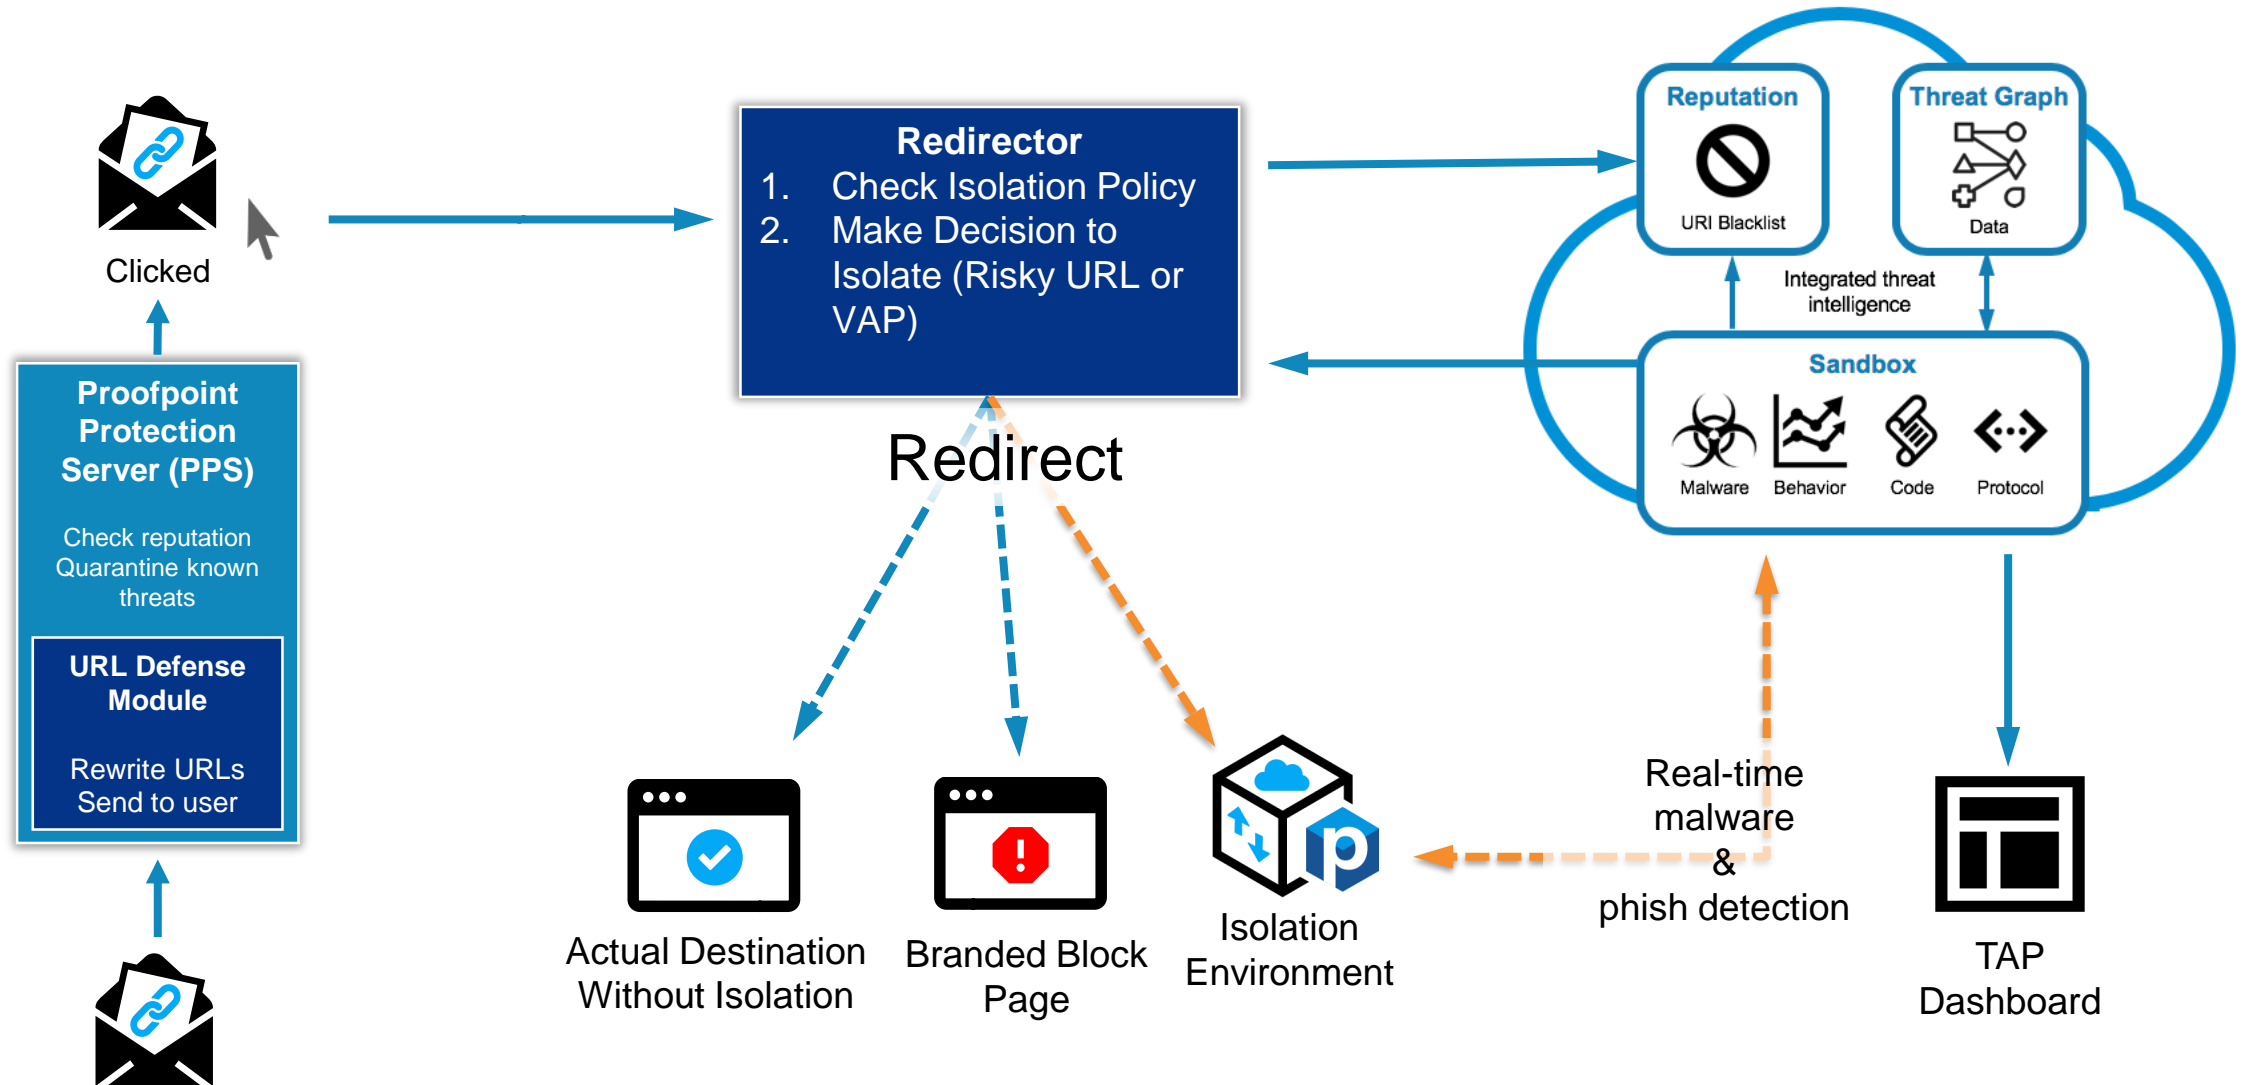 Clicked
Proofpoint
Protection
Server (PPS)
Check reputation
Quarantine known
threats
URL Defense
Module
Rewrite URLs
Send to user
Redirector
1. Check Isolation Policy
2. Make Decision to
Isolate (Risky URL or
VAP)
Redirect
Actual Destination
Without Isolation
Branded Block
Page
p
Isolation
Environment
Reputation
URI Blacklist
Threat Graph
Data
Integrated threat
intelligence
Sandbox
Malware Behavior Code Protocol
Real-time
malware
&
phish detection
TAP
Dashboard